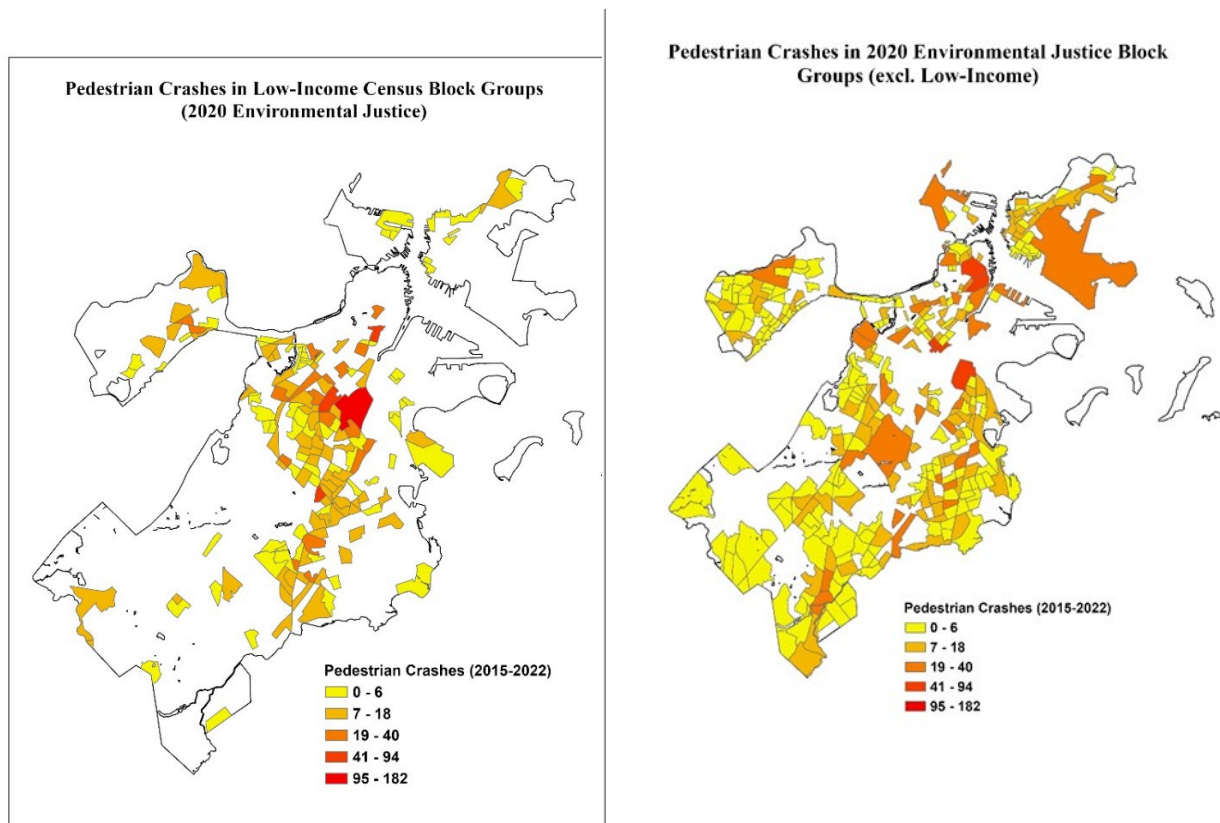 Pedestrian Crashes in Low-Income Census Block Groups
(2020 Environmental Justice)
Pedestrian Crashes (2015-2022)
0 - 6
7 - 18
19 - 40
41 - 94
95 - 182
Pedestrian Crashes in 2020 Environmental Justice Block
Groups (excl. Low-Income)
Pedestrian Crashes (2015-2022)
0 - 6
7 - 18
19 - 40
41 - 94
95 - 182